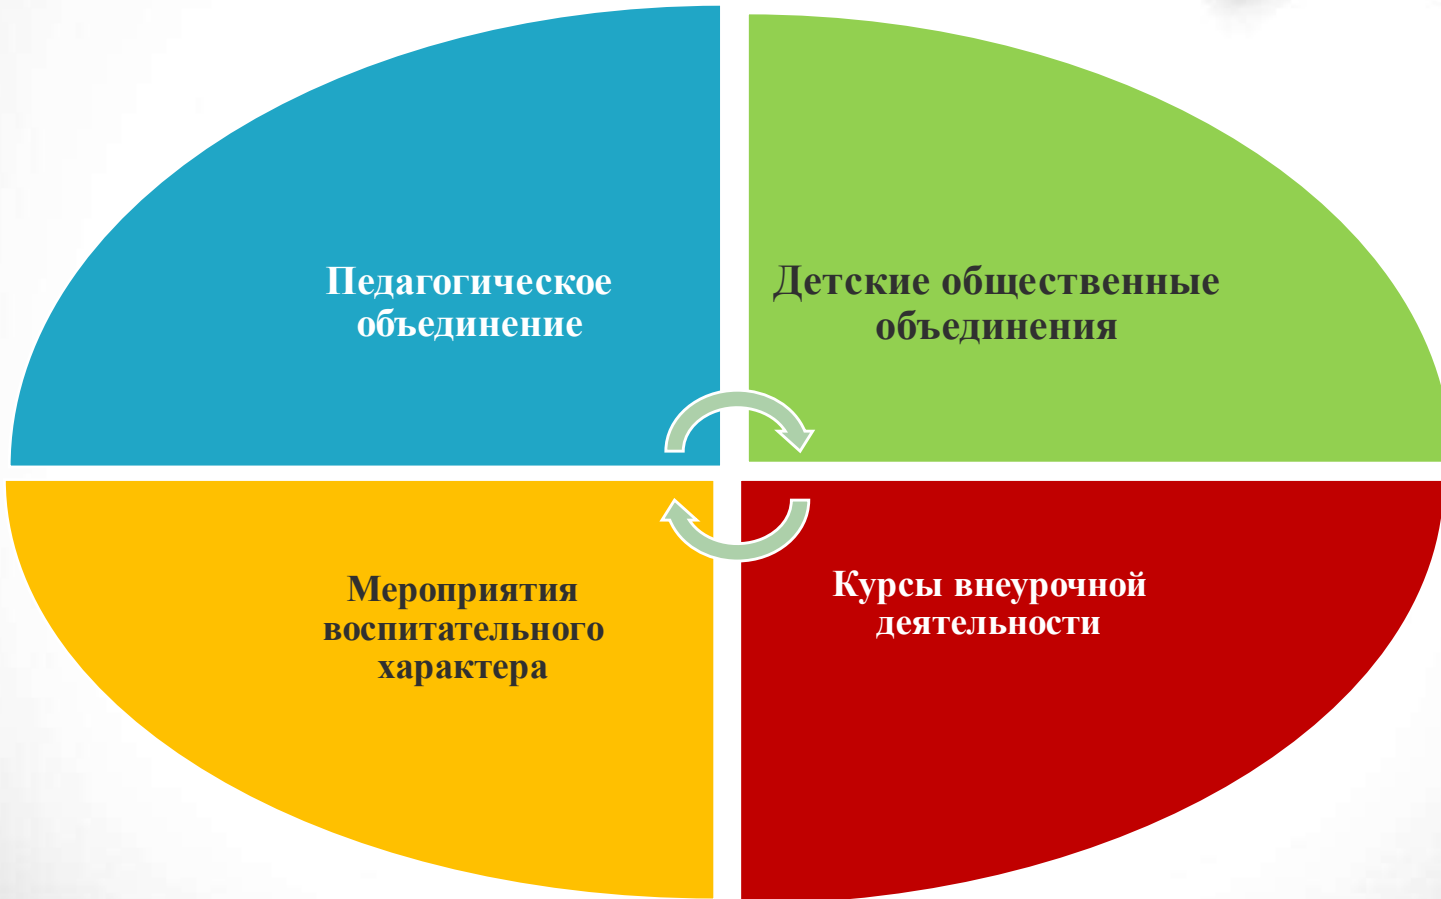 Педагогическое
объединение
Детские общественные
объединения
Мероприятия
воспитательного
характера
Курсы внеурочной
деятельности